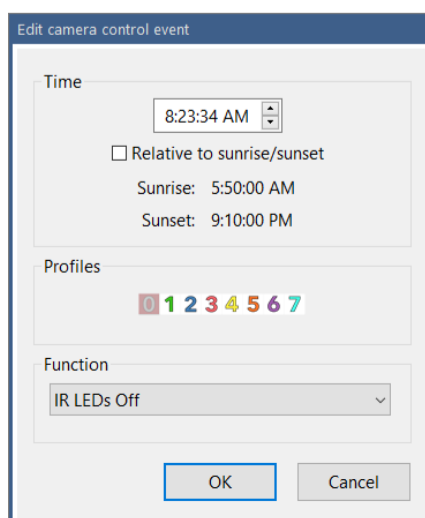 Edit camera control event
Time
8:23:34 AM
Relative to sunrise/sunset
Sunrise: 5:50:00 AM
Sunset: 9:10:00 PM
Profiles
0 1 2 3 4 5 6 7
Function
IR LEDs Off
OK Cancel